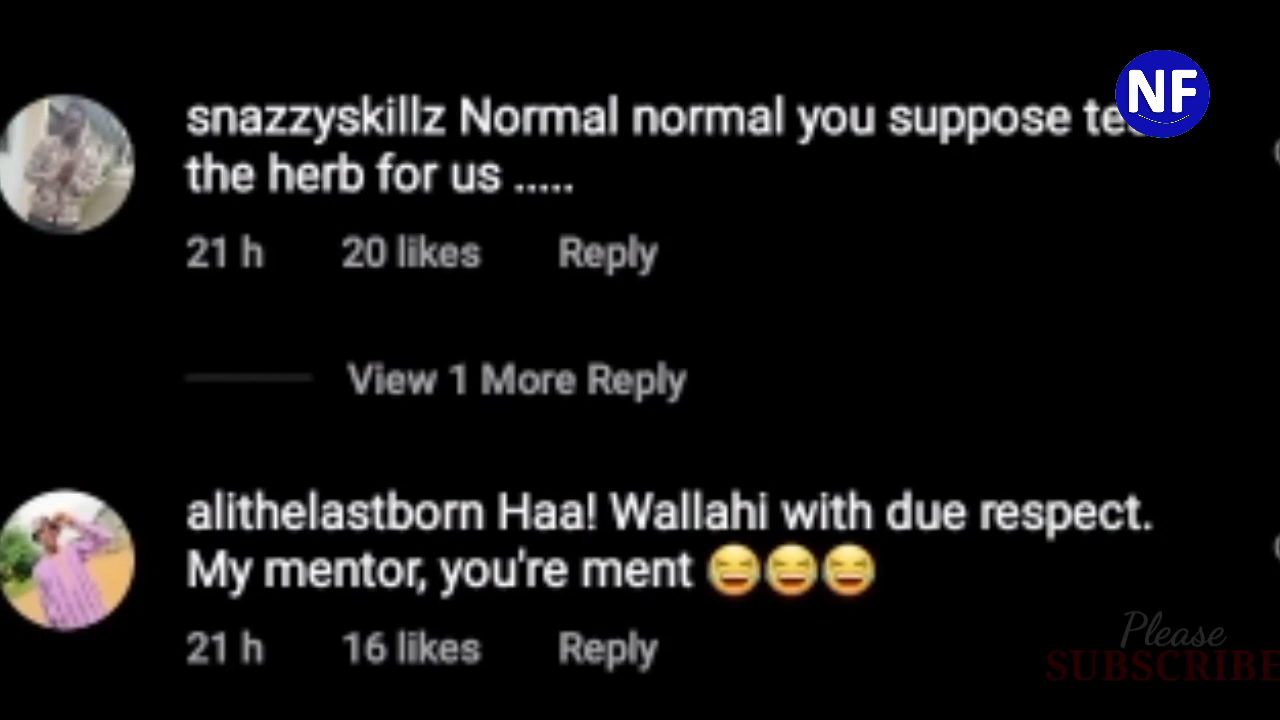 NF
snazzyskillz Normal normal you suppose
the herb for us .....
21 h 20 likes Reply
View 1 More Reply
alithelastborn Haa! Wallahi with due respect.
My mentor, you're ment 😆😆😆
21 h 16 likes Reply
Please
SUBSCRIBE